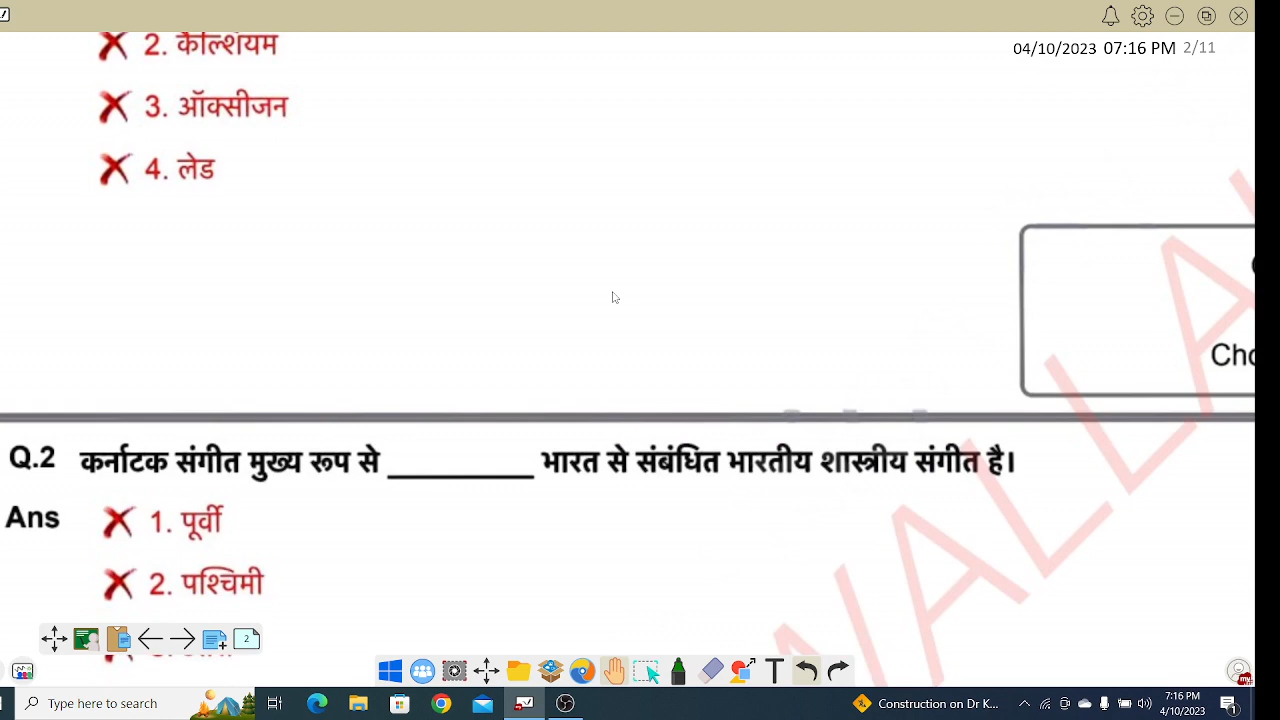 2. कैल्शियम
04/10/2023 07:16 PM 2/11
3. ऑक्सीजन
4. लेड
Q.2 कर्नाटक संगीत मुख्य रूप से __________ भारत से संबंधित भारतीय शास्त्रीय संगीत है।
Ans 1. पूर्वी
2. पश्चिमी
2
Type here to search
Construction on Dr K...
7:16 PM
4/10/2023